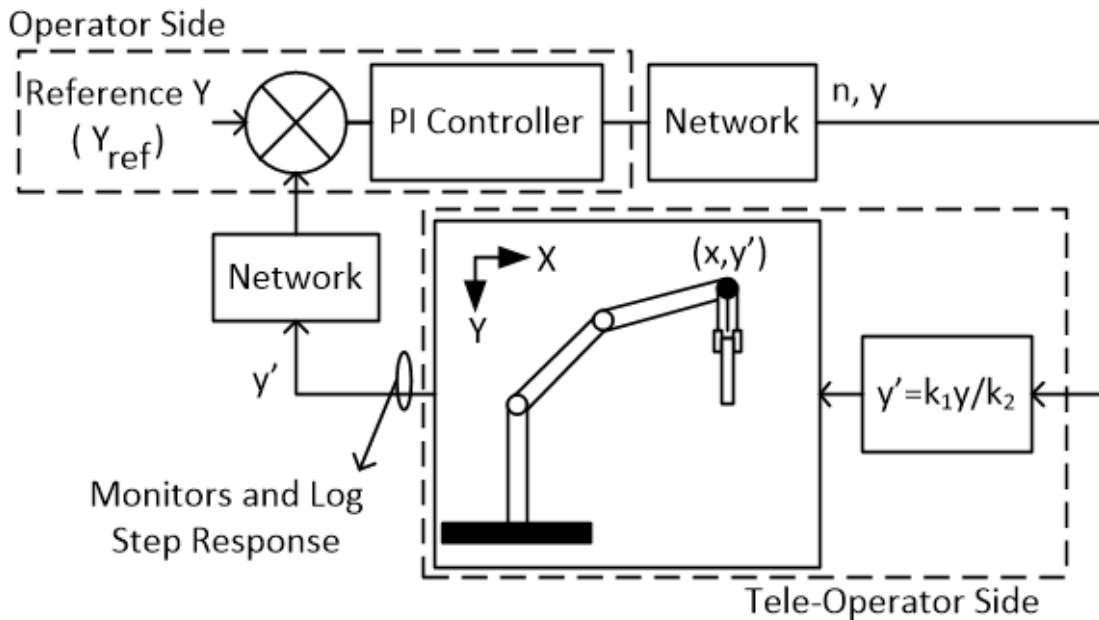 Operator Side
Reference Y
( Yref)
PI Controller
Network
n, y
Network
y'
X
Y
(x,y')
y'=k₁y/k₂
Monitors and Log
Step Response
Tele-Operator Side